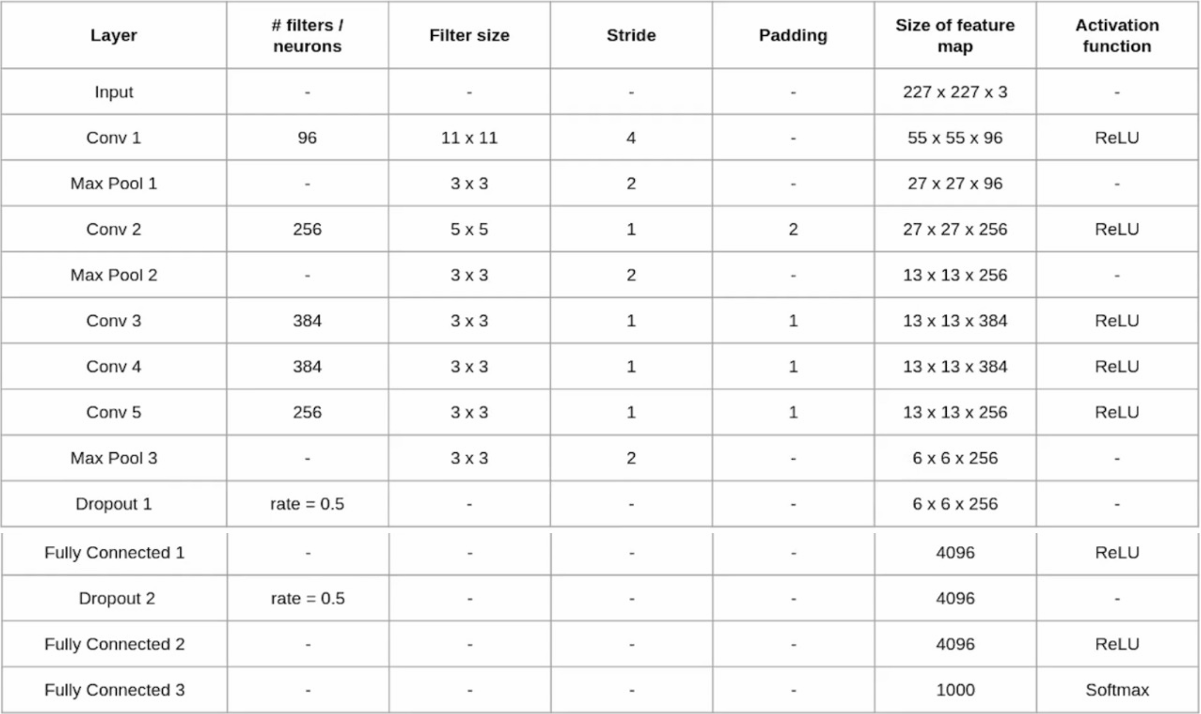 Layer # filters / neurons Filter size Stride Padding Size of feature map Activation function
Input - - - - 227 x 227 x 3 -
Conv 1 96 11 x 11 4 - 55 x 55 x 96 ReLU
Max Pool 1 - 3 x 3 2 - 27 x 27 x 96 -
Conv 2 256 5 x 5 1 2 27 x 27 x 256 ReLU
Max Pool 2 - 3 x 3 2 - 13 x 13 x 256 -
Conv 3 384 3 x 3 1 1 13 x 13 x 384 ReLU
Conv 4 384 3 x 3 1 1 13 x 13 x 384 ReLU
Conv 5 256 3 x 3 1 1 13 x 13 x 256 ReLU
Max Pool 3 - 3 x 3 2 - 6 x 6 x 256 -
Dropout 1 rate = 0.5 - - - 6 x 6 x 256 -
Fully Connected 1 - - - - 4096 ReLU
Dropout 2 rate = 0.5 - - - 4096 -
Fully Connected 2 - - - - 4096 ReLU
Fully Connected 3 - - - - 1000 Softmax